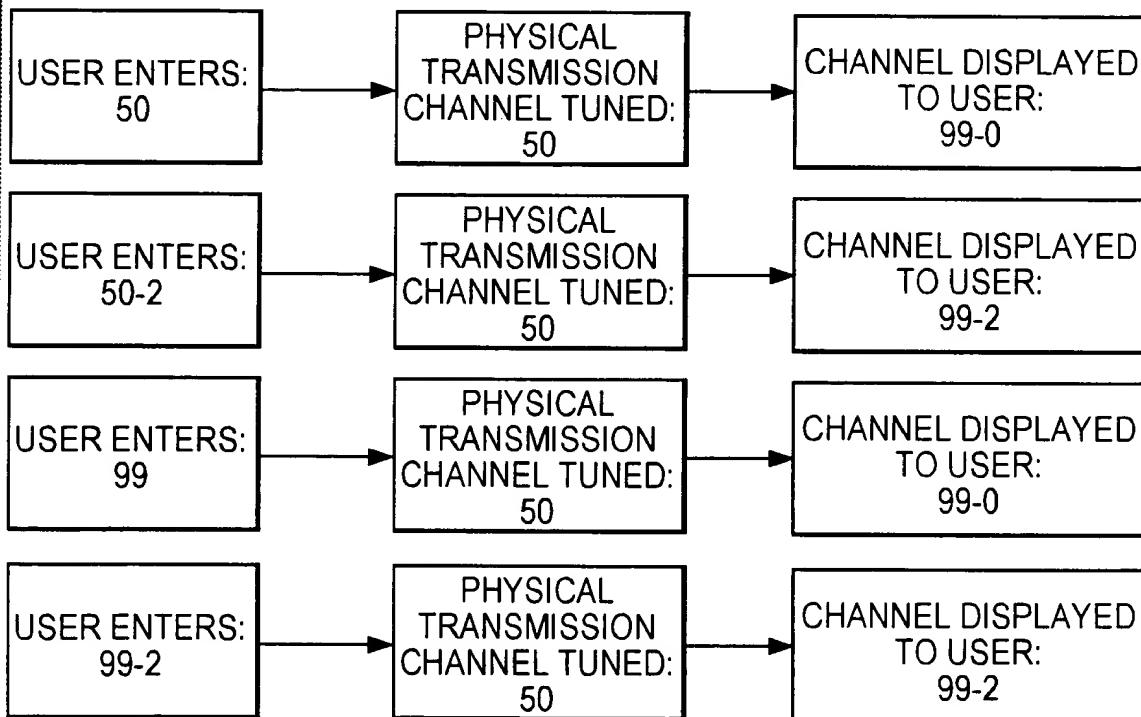 USER ENTERS:
50
PHYSICAL
TRANSMISSION
CHANNEL TUNED:
50
CHANNEL DISPLAYED
TO USER:
99-0
USER ENTERS:
50-2
PHYSICAL
TRANSMISSION
CHANNEL TUNED:
50
CHANNEL DISPLAYED
TO USER:
99-2
USER ENTERS:
99
PHYSICAL
TRANSMISSION
CHANNEL TUNED:
50
CHANNEL DISPLAYED
TO USER:
99-0
USER ENTERS:
99-2
PHYSICAL
TRANSMISSION
CHANNEL TUNED:
50
CHANNEL DISPLAYED
TO USER:
99-2